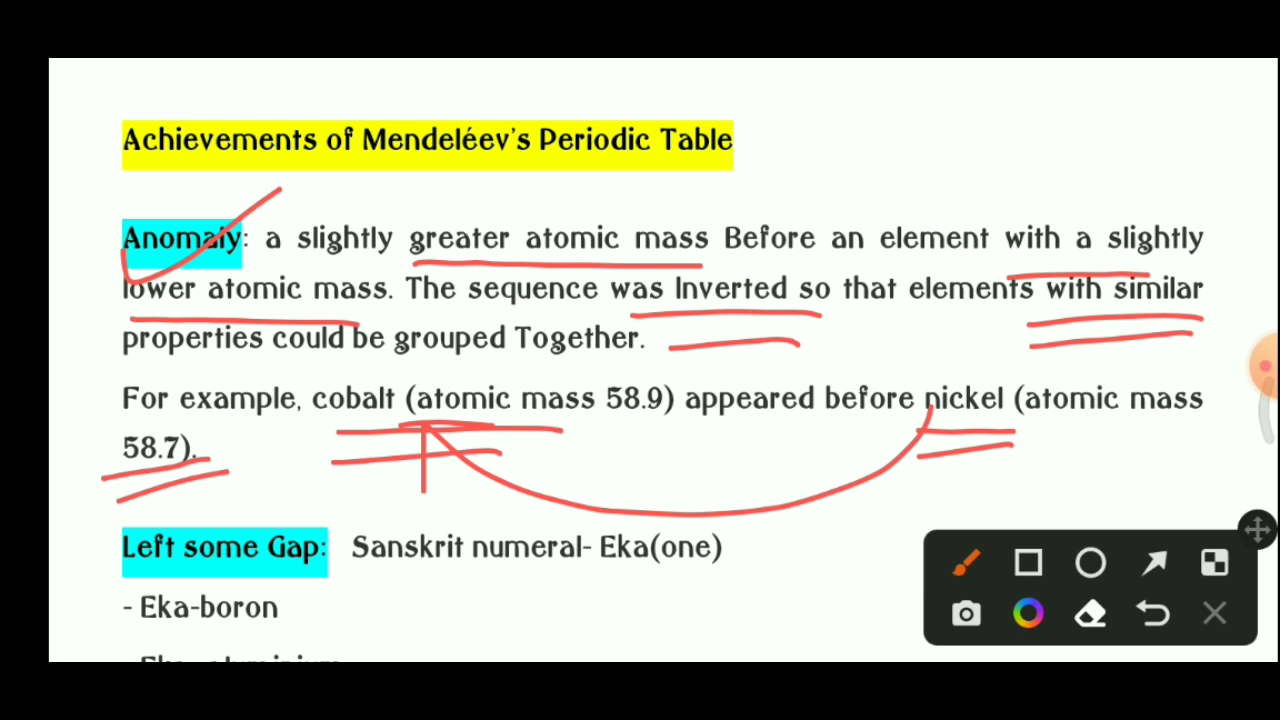 Achievements of Mendeléev's Periodic Table
Anomaly: a slightly greater atomic mass Before an element with a slightly
lower atomic mass. The sequence was Inverted so that elements with similar
properties could be grouped Together.
For example, cobalt (atomic mass 58.9) appeared before nickel (atomic mass
58.7).
Left some Gap: Sanskrit numeral- Eka(one)
- Eka-boron